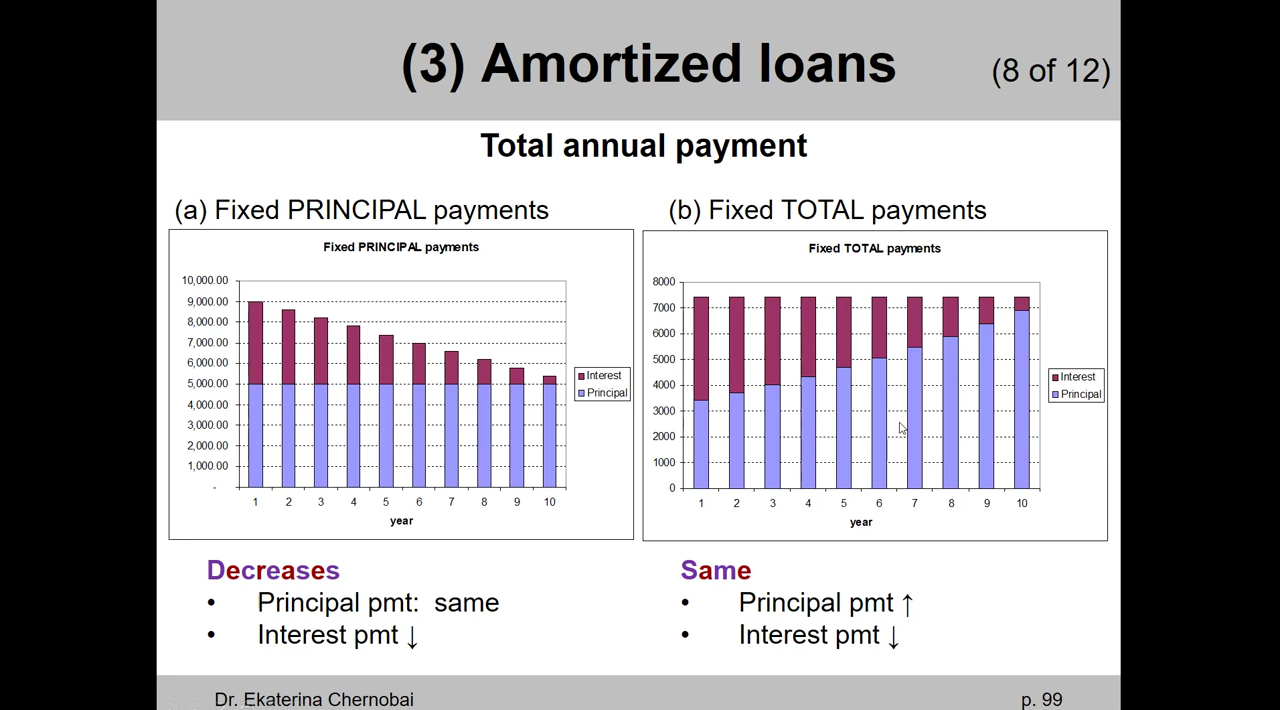 (3) Amortized loans (8 of 12)
Total annual payment
(a) Fixed PRINCIPAL payments
Fixed PRINCIPAL payments
10,000.00
9,000.00
8,000.00
7,000.00
6,000.00
5,000.00
4,000.00
3,000.00
2,000.00
1,000.00
-
1 2 3 4 5 6 7 8 9 10
year
Interest
Principal
Decreases
• Principal pmt: same
• Interest pmt ↓
(b) Fixed TOTAL payments
Fixed TOTAL payments
8000
7000
6000
5000
4000
3000
2000
1000
0
1 2 3 4 5 6 7 8 9 10
year
Interest
Principal
Same
• Principal pmt ↑
• Interest pmt ↓
Dr. Ekaterina Chernobai p. 99